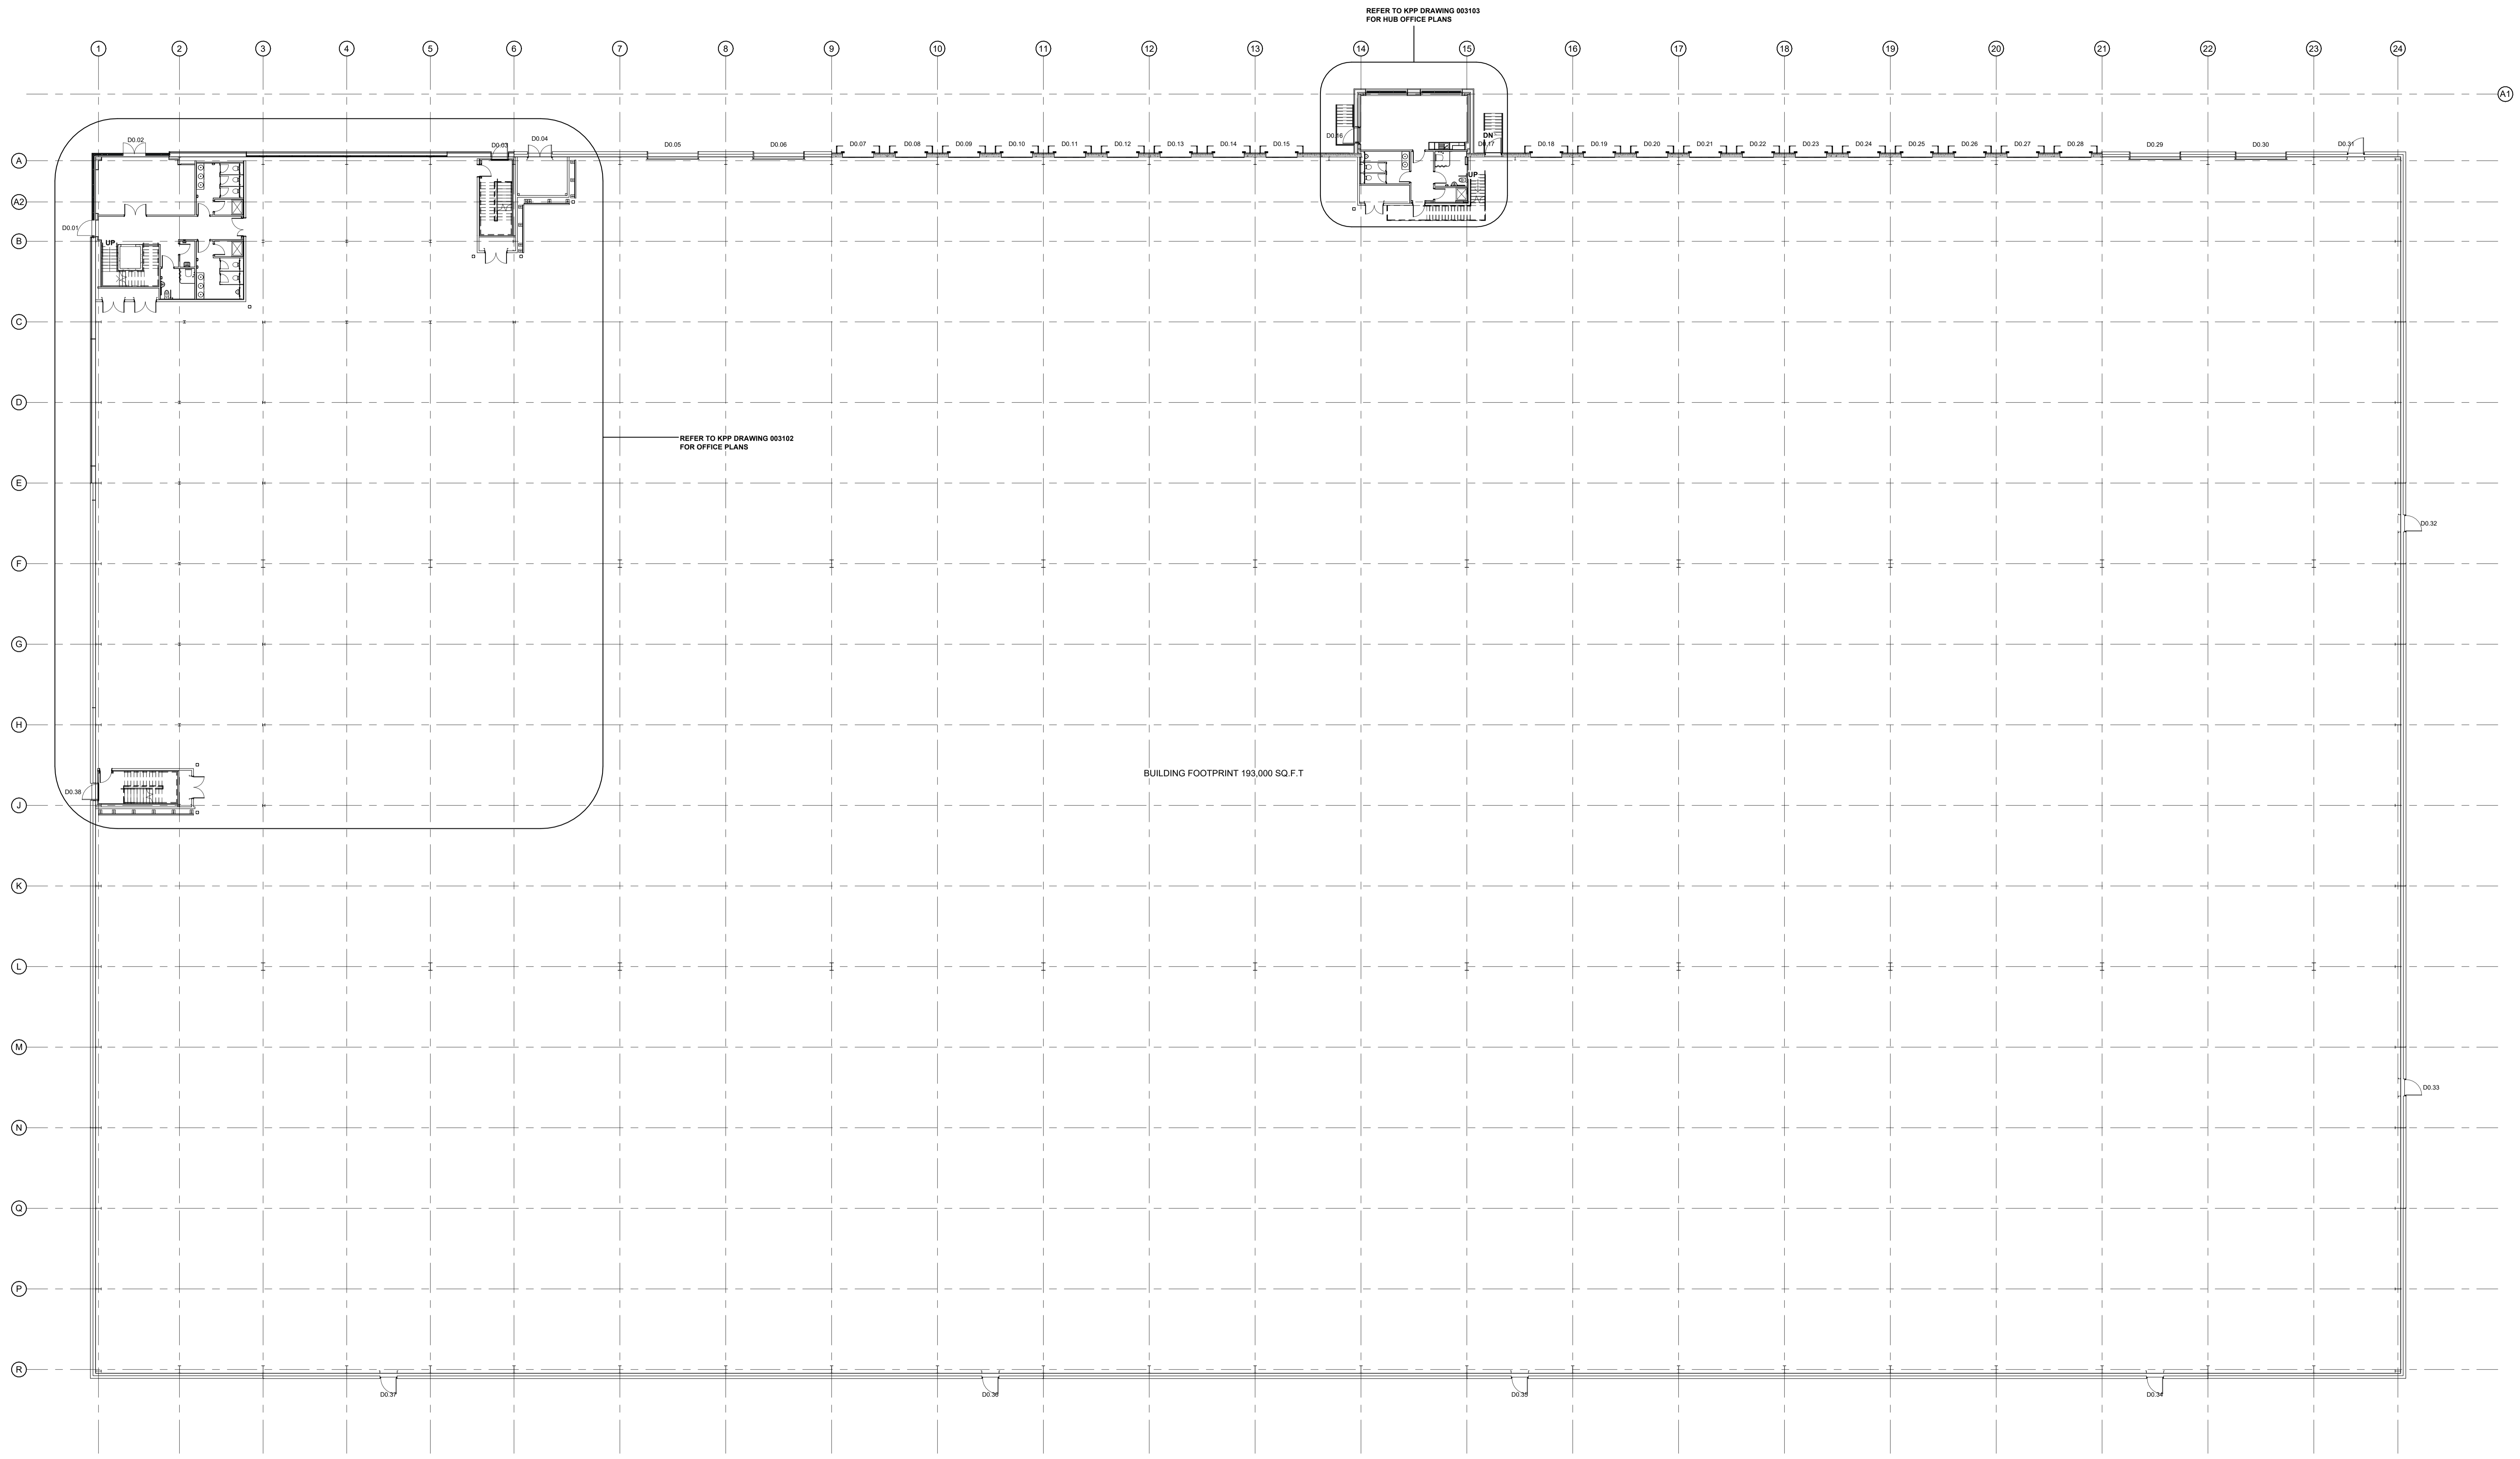 REFER TO KPP DRAWING 003103
FOR HUB OFFICE PLANS
1 2 3 4 5 6 7 8 9 10 11 12 13 14 15 16 17 18 19 20 21 22 23 24
A1
D0.02 D0.03 D0.04 D0.05 D0.06 D0.07 D0.08 D0.09 D0.10 D0.11 D0.12 D0.13 D0.14 D0.15 D0.16 DN D0.17 D0.18 D0.19 D0.20 D0.21 D0.22 D0.23 D0.24 D0.25 D0.26 D0.27 D0.28 D0.29 D0.30 D0.31
A
UP
A2
D0.01
B
UP
C
D
REFER TO KPP DRAWING 003102
FOR OFFICE PLANS
E
D0.32
F
G
H
BUILDING FOOTPRINT 193,000 SQ.F.T
D0.38
J
K
L
M
D0.33
N
Q
P
R
D0.37 D0.36 D0.35 D0.34